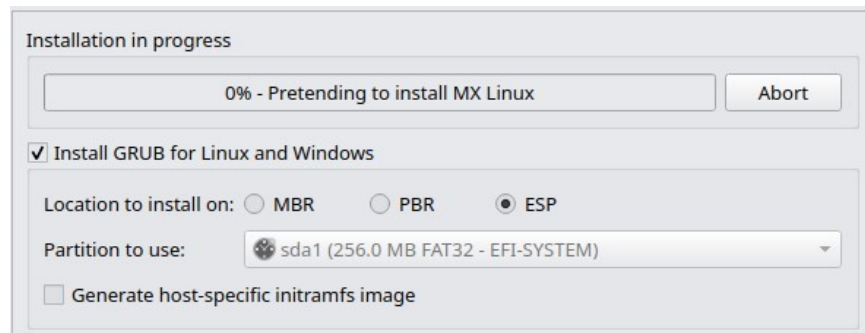 Installation in progress
0% - Pretending to install MX Linux
Abort
Install GRUB for Linux and Windows
Location to install on: MBR PBR ESP
Partition to use: sda1 (256.0 MB FAT32 - EFI-SYSTEM)
Generate host-specific initramfs image